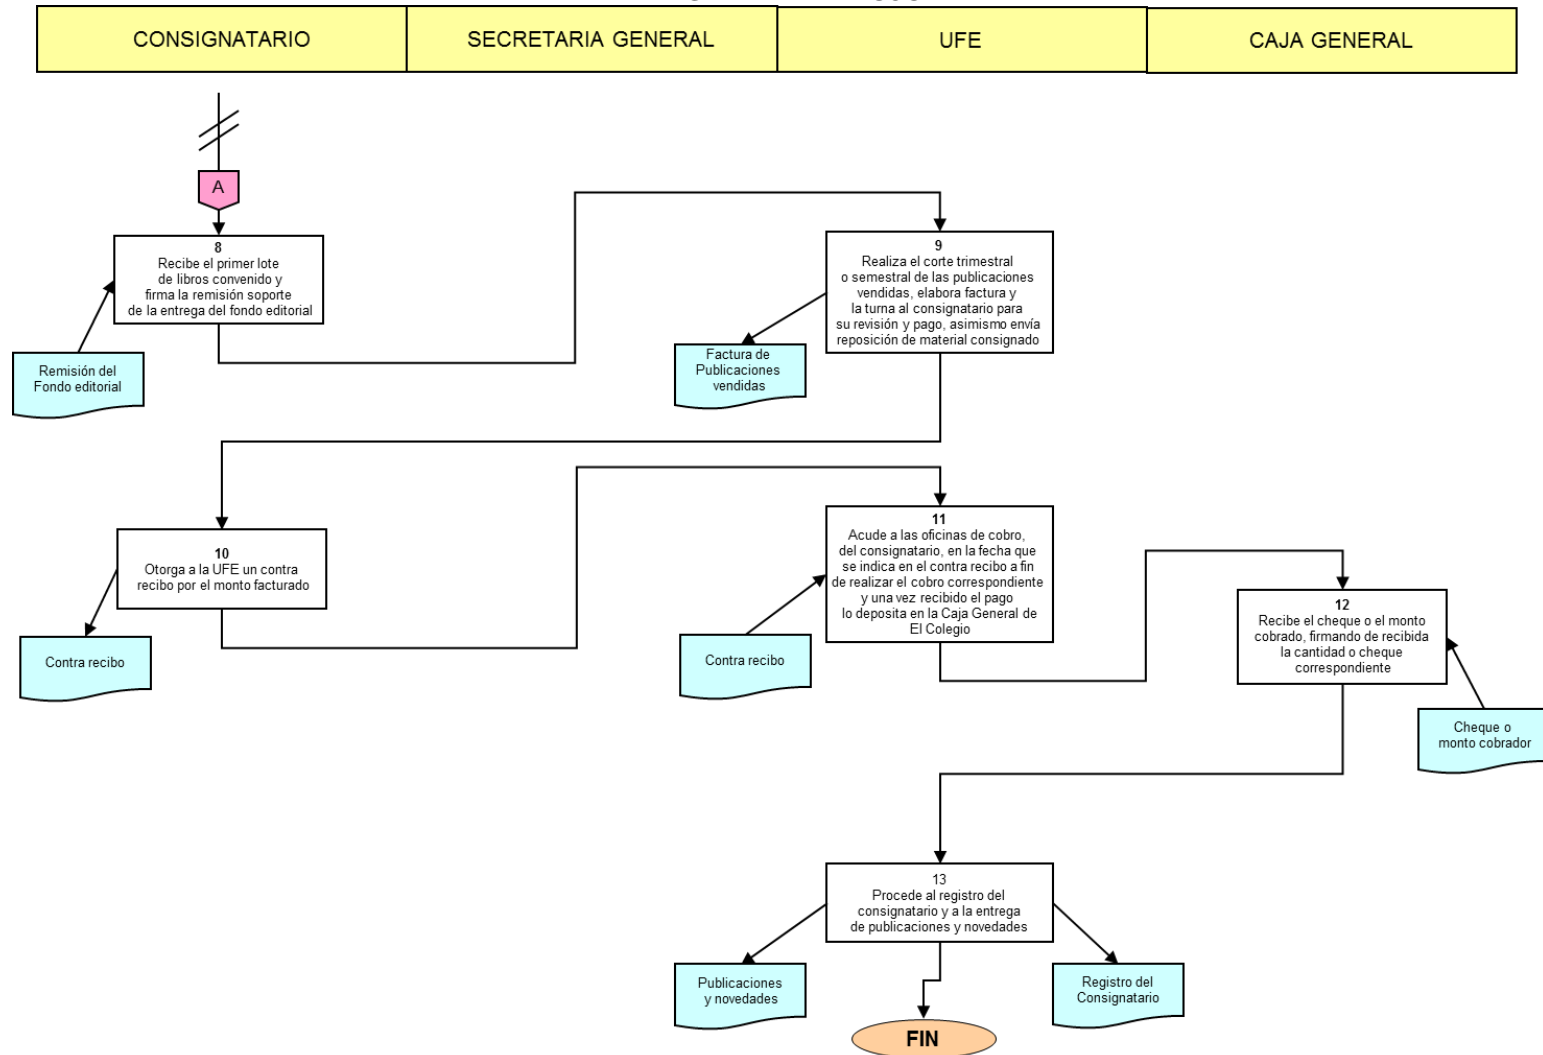 CONSIGNATARIO
SECRETARIA GENERAL
UFE
CAJA GENERAL
A
8
Recibe el primer lote
de libros convenido y
firma la remisión soporte
de la entrega del fondo editorial
Remisión del
Fondo editorial
9
Realiza el corte trimestral
o semestral de las publicaciones
vendidas, elabora factura y
la turna al consignatario para
su revisión y pago, asimismo envía
reposición de material consignado
Factura de
Publicaciones
vendidas
10
Otorga a la UFE un contra
recibo por el monto facturado
Contra recibo
11
Acude a las oficinas de cobro,
del consignatario, en la fecha que
se indica en el contra recibo a fin
de realizar el cobro correspondiente
y una vez recibido el pago
lo deposita en la Caja General de
El Colegio
Contra recibo
12
Recibe el cheque o el monto
cobrado, firmando de recibida
la cantidad o cheque
correspondiente
Cheque o
monto cobrador
13
Procede al registro del
consignatario y a la entrega
de publicaciones y novedades
Publicaciones
y novedades
Registro del
Consignatario
FIN